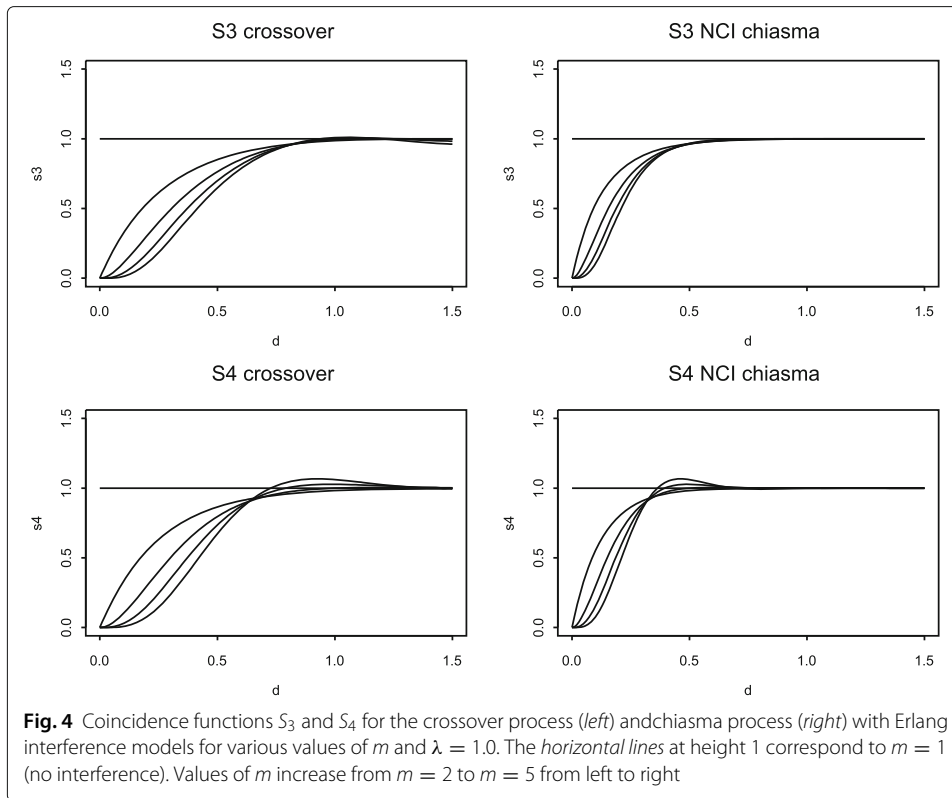 S3 crossover
S3 NCI chiasma
1.5
1.0
0.5
0.0
s3
0.0 0.5 1.0 1.5
d
1.5
1.0
0.5
0.0
s3
0.0 0.5 1.0 1.5
d
S4 crossover
S4 NCI chiasma
1.5
1.0
0.5
0.0
s4
0.0 0.5 1.0 1.5
d
1.5
1.0
0.5
0.0
s4
0.0 0.5 1.0 1.5
d
Fig. 4 Coincidence functions S3 and S4 for the crossover process (left) andchiasma process (right) with Erlang
interference models for various values of m and λ = 1.0. The horizontal lines at height 1 correspond to m = 1
(no interference). Values of m increase from m = 2 to m = 5 from left to right